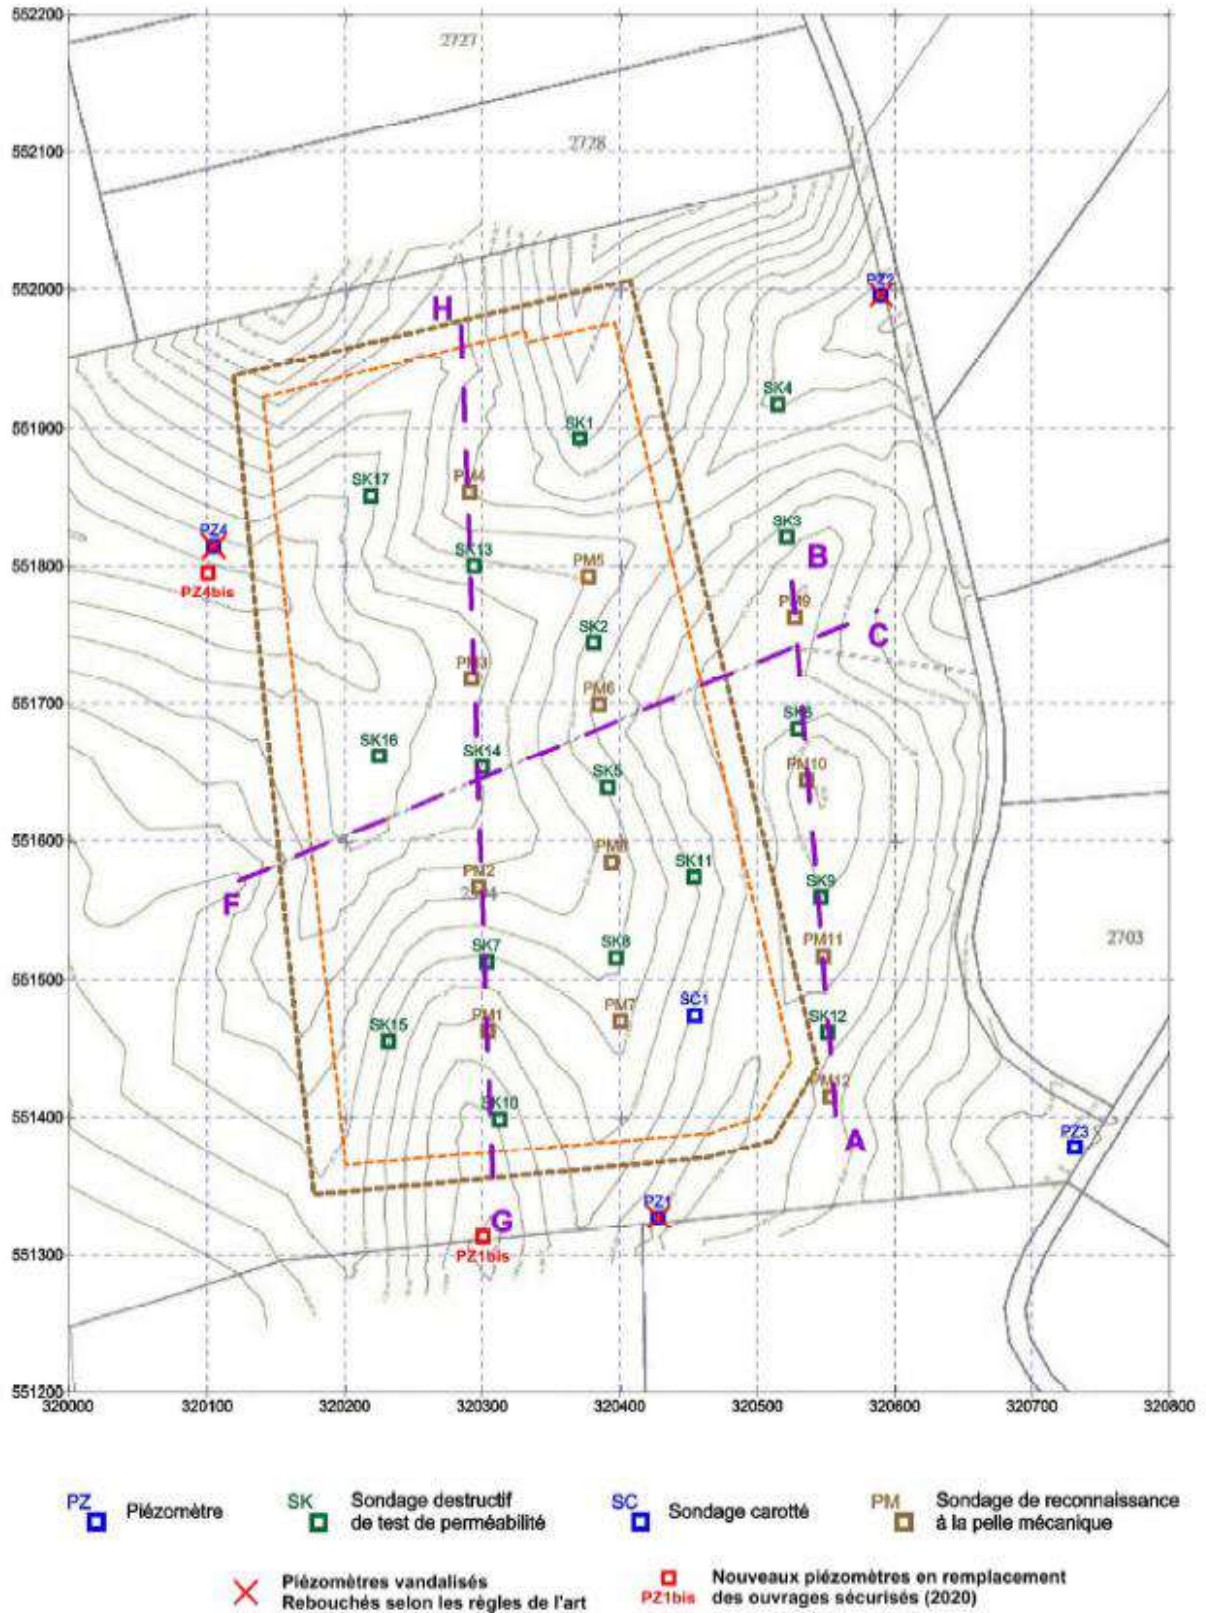 552200
2727
552100
2728
552000
PZ2
H
SK4
551900
SK1
SK17
PM4
PZ4
SK3
SK13
B
551800
PM5
PZ4bis
PM9
SK2
C
PM3
PM6
551700
SK16
SK14
PM10
SK5
551600
PM8
SK11
PM2
SK9
F
2703
SK7
SK8
PM11
551500
SC1
PM7
SK12
SK15
PM1
PM12
SK10
551400
A
PZ3
PZ1
G
PZ1bis
551300
551200
320000 320100 320200 320300 320400 320500 320600 320700 320800
PZ
Piézomètre
SK
Sondage destructif
de test de perméabilité
SC
Sondage carotté
PM
Sondage de reconnaissance
à la pelle mécanique
Piézomètres vandalisés
Rebouchés selon les règles de l'art
PZ1bis
Nouveaux piézomètres en remplacement
des ouvrages sécurisés (2020)